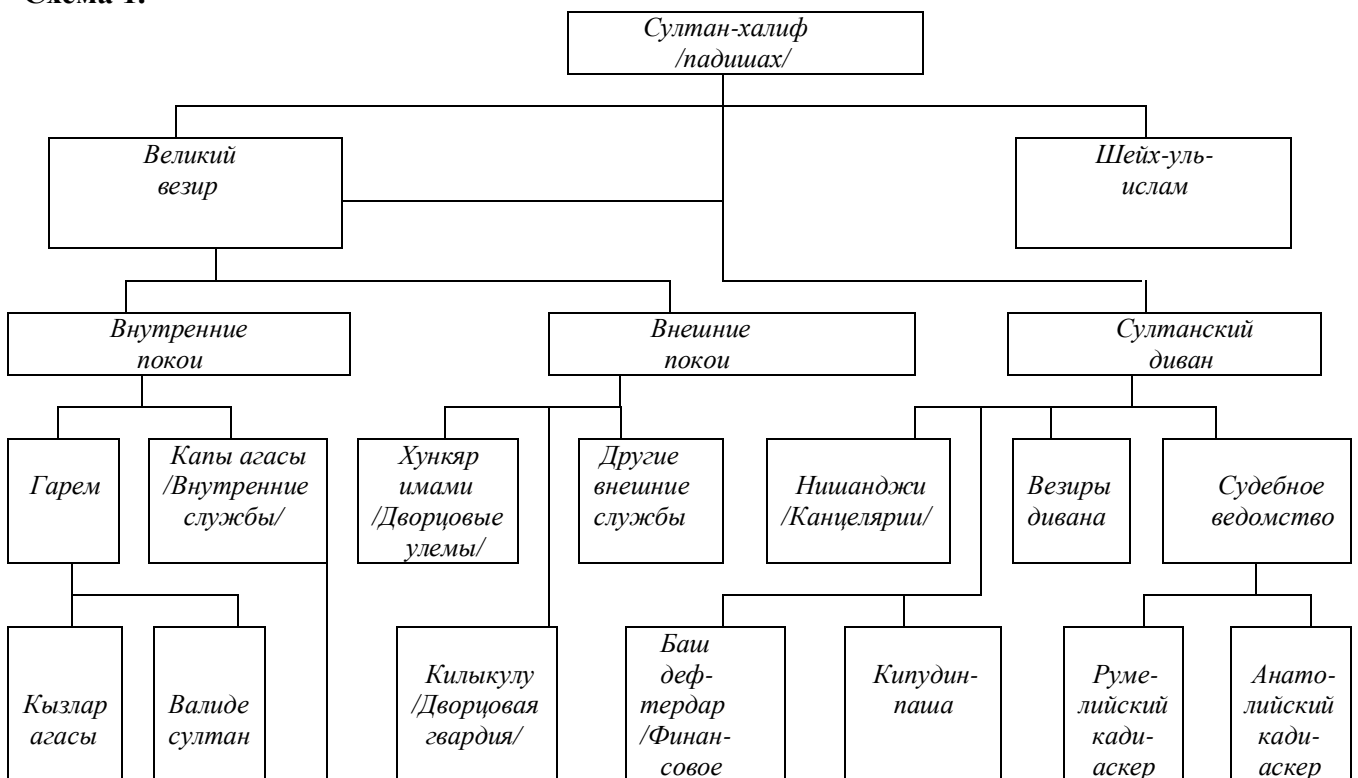 Схема 1.
Султан-халиф
/падишах/
Великий
везир
Шейх-уль-
ислам
Внутренние
покои
Внешние
покои
Султанский
диван
Гарем
Капы агасы
/Внутренние
службы/
Хункяр
имами
/Дворцовые
улемы/
Другие
внешние
службы
Нишанджи
/Канцелярии/
Везиры
дивана
Судебное
ведомство
Кызлар
агасы
Валиде
султан
Килыкулу
/Дворцовая
гвардия/
Баш
деф-
тердар
/Финан-
совое
Кипудин-
паша
Руме-
лийский
кади-
аскер
Анато-
лийский
кади-
аскер